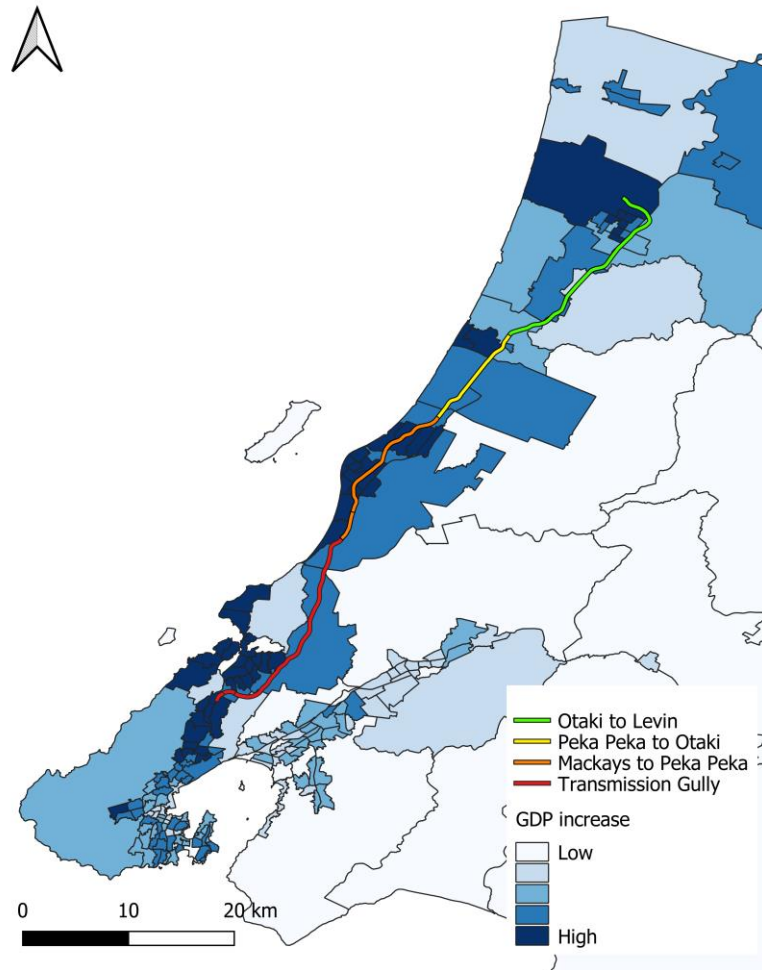 Otaki to Levin
Peka Peka to Otaki
Mackays to Peka Peka
Transmission Gully
GDP increase
Low
High
0 10 20 km